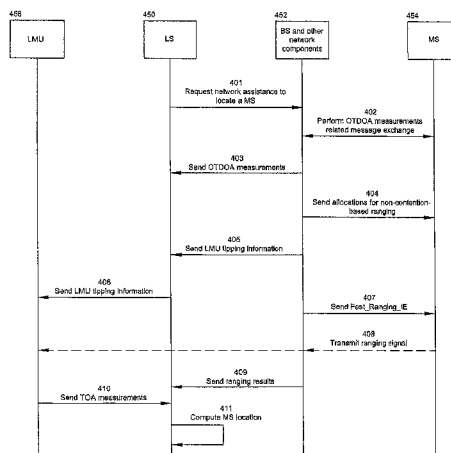 456
450
452
454
LMU
LS
BS and other
network
components
MS
401
Request network assistance to
locate a MS
402
Perform OTDOA measurements
related message exchange
403
Send OTDOA measurements
404
Send allocations for non-contention-
based ranging
405
Send LMU tipping information
406
Send LMU tipping information
407
Send Fast_Ranging_IE
408
Transmit ranging signal
409
Send ranging results
410
Send TOA measurements
411
Compute MS location